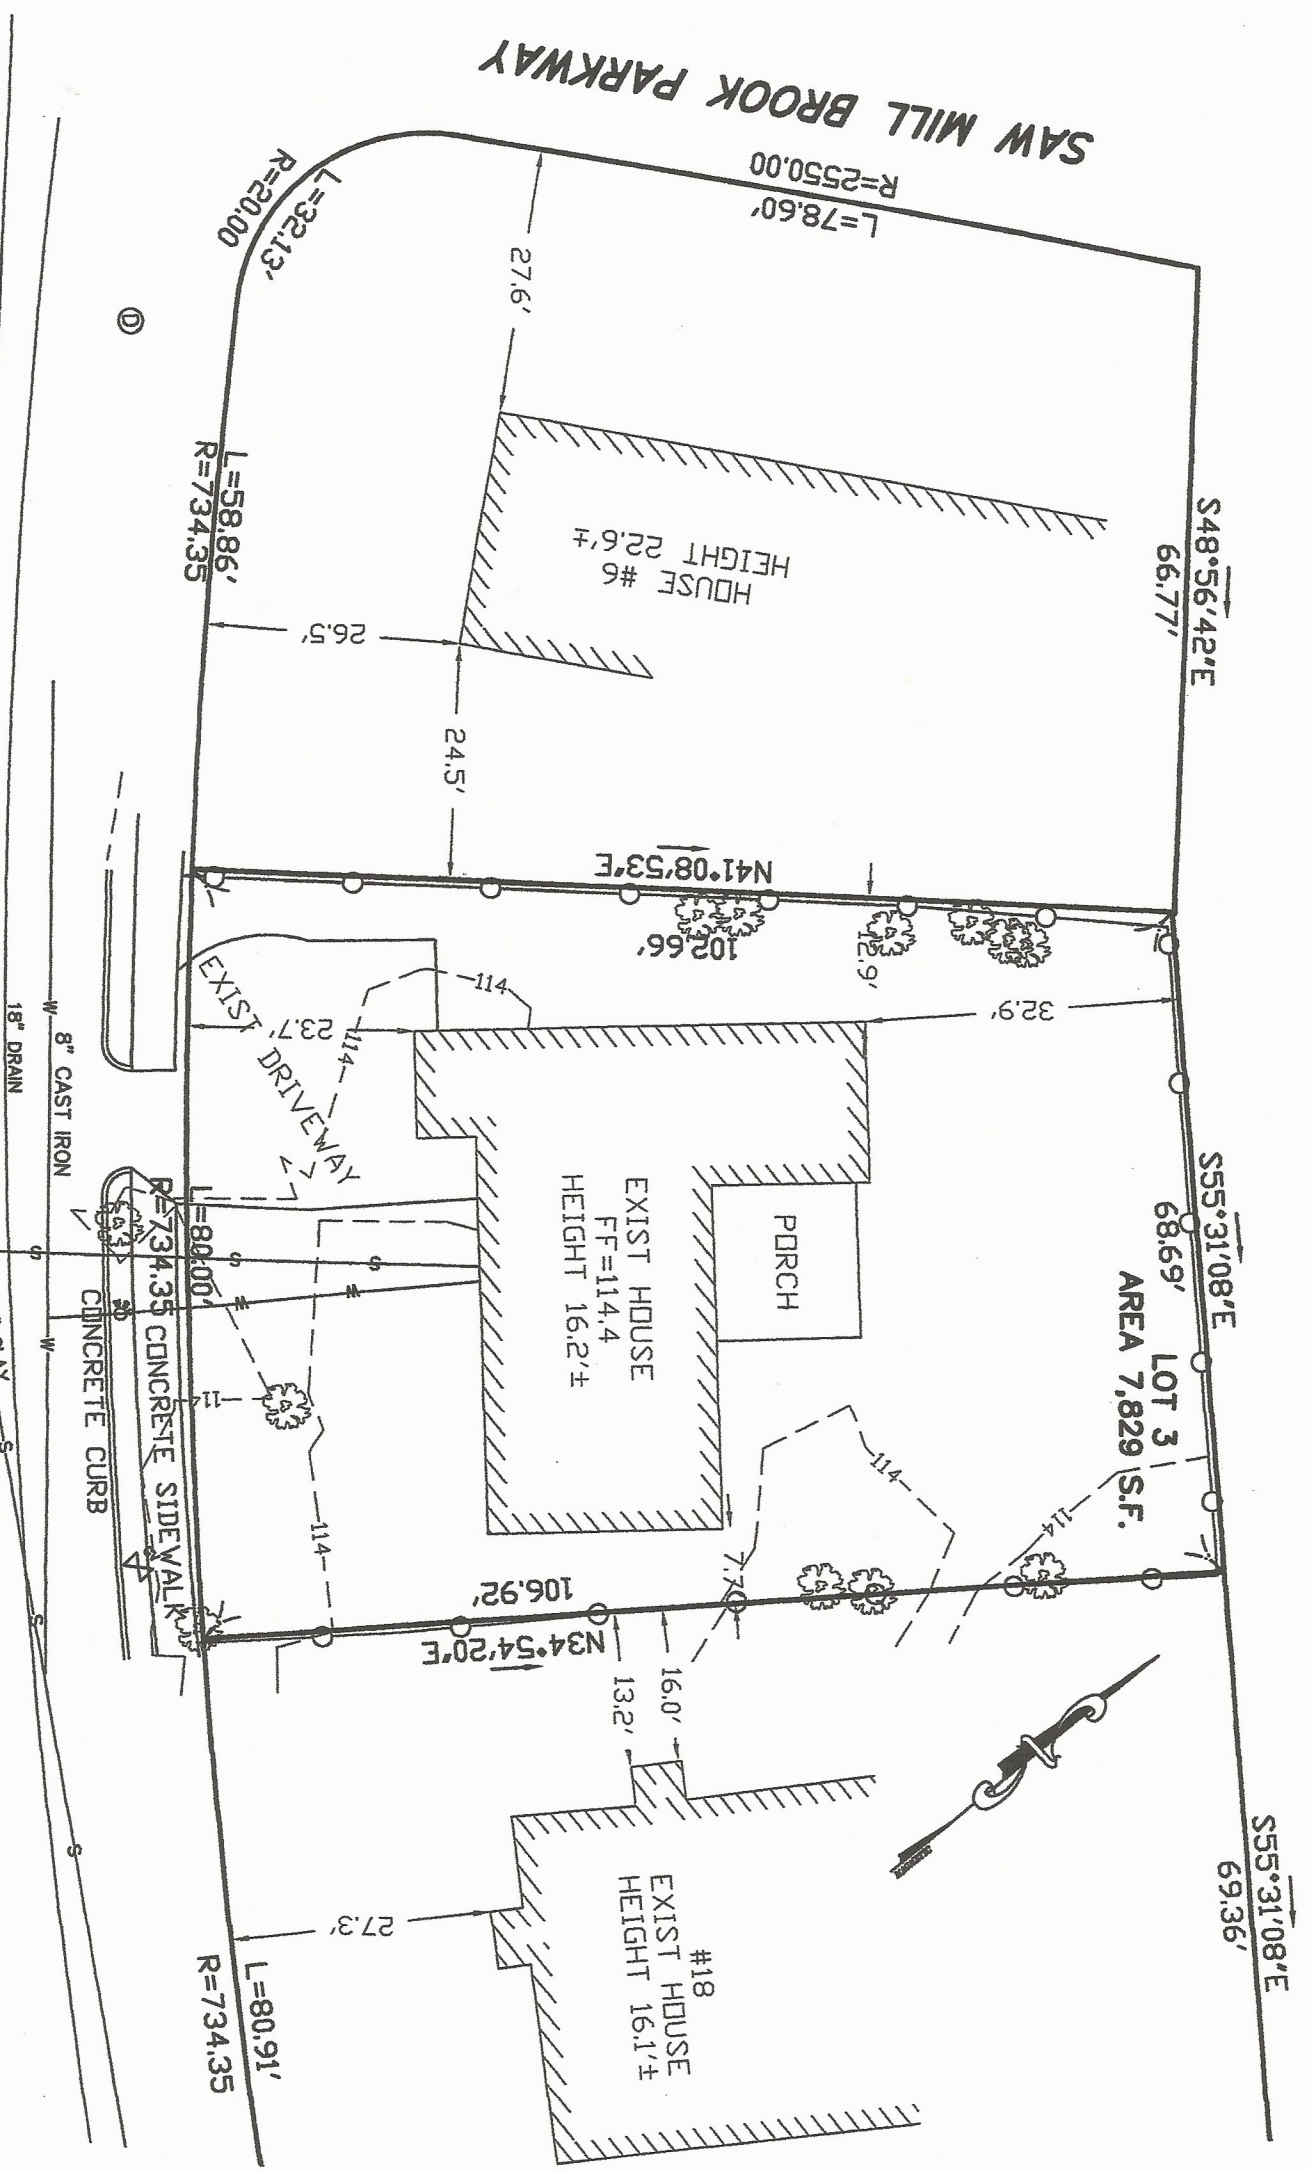 SAW MILL BROOK PARKWAY
R=2550.00
L=78.60'
L=32.13'
R=20.00
27.6'
D
L=58.86'
R=734.35
S48°56'42"E
66.77'
HOUSE #6
HEIGHT 22.6'±
26.5'
24.5'
N41°08'53"E
102.66'
12.9'
32.9'
EXIST DRIVEWAY
23.7'
114
114
18" DRAIN
W
8" CAST IRON
W
L=80.00'
R=734.35
CONCRETE SIDEWALK
CONCRETE CURB
S
S
S
W
W
114
114
EXIST HOUSE
FF=114.4
HEIGHT 16.2'±
PORCH
S55°31'08"E
68.69'
LOT 3
AREA 7,829 S.F.
114
114
7.7'
106.92'
N34°54'20"E
16.0'
13.2'
S
S
S
27.3'
#18
EXIST HOUSE
HEIGHT 16.1'±
L=80.91'
R=734.35
S55°31'08"E
69.36'